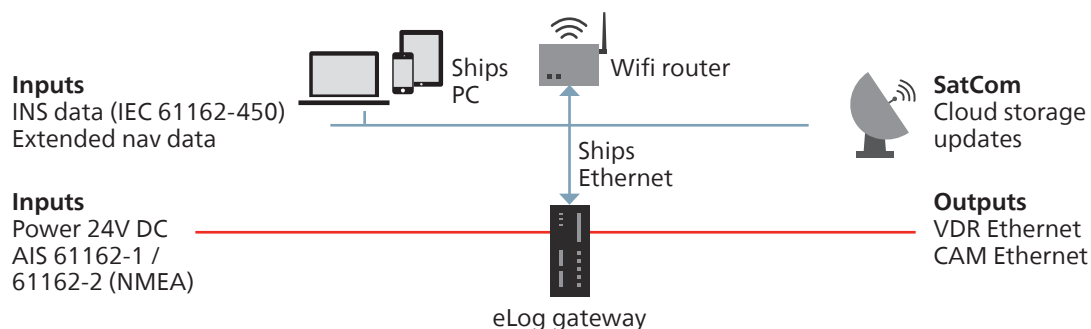 Inputs
INS data (IEC 61162-450)
Extended nav data
Ships
PC
Wifi router
SatCom
Cloud storage
updates
Ships
Ethernet
Inputs
Power 24V DC
AIS 61162-1 /
61162-2 (NMEA)
Outputs
VDR Ethernet
CAM Ethernet
eLog gateway